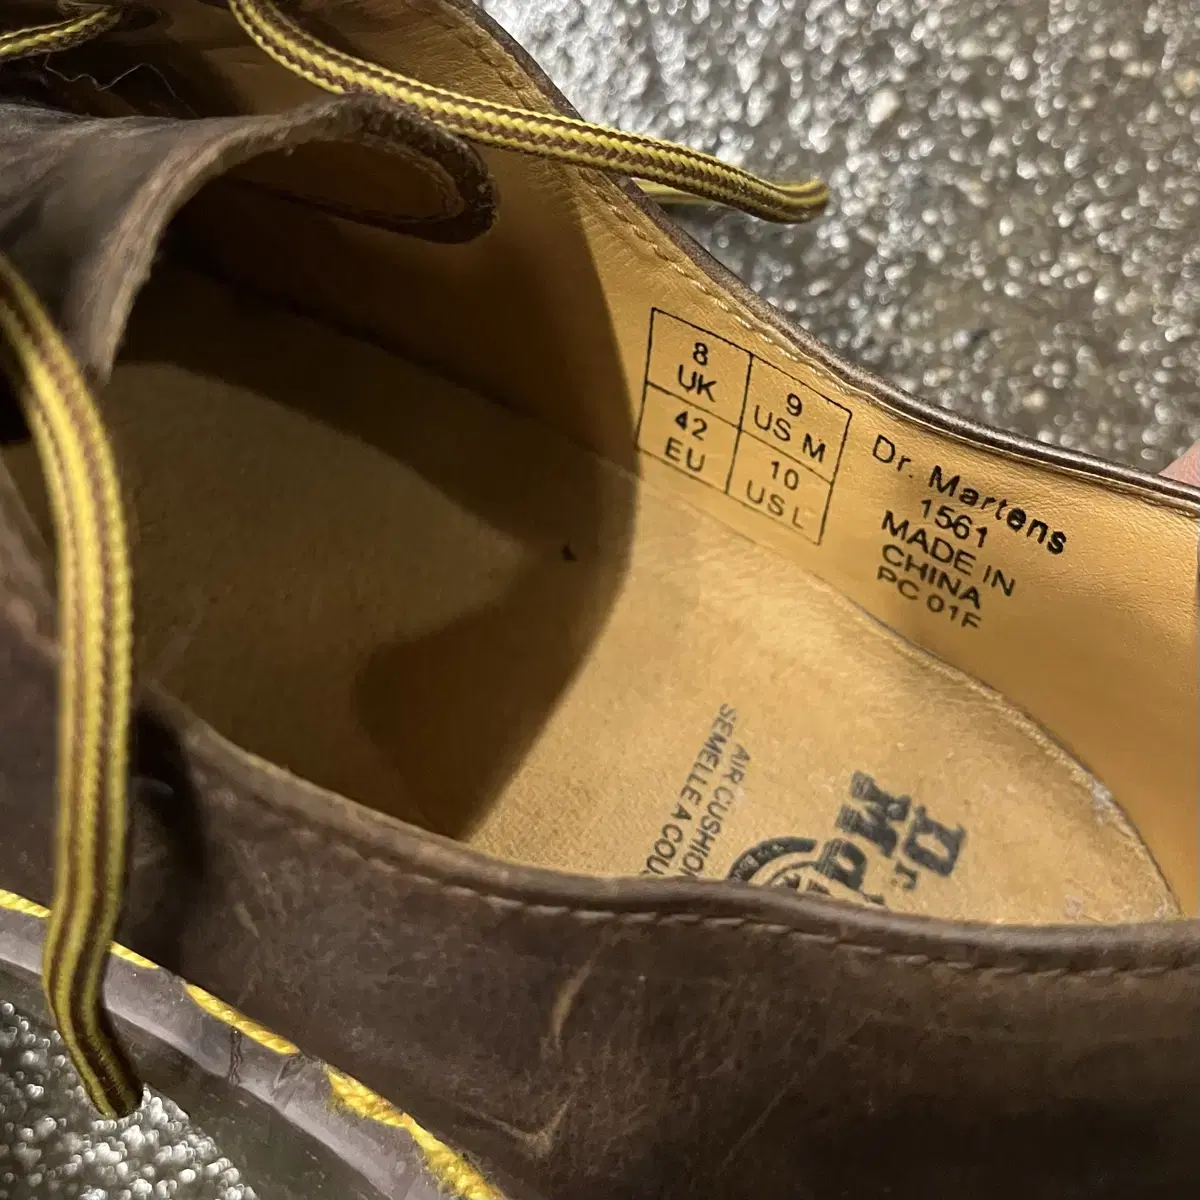 8
UK
9
US M
42
EU
10
US L
Dr. Martens
1561
MADE IN
CHINA
PC 01F
AIR CUSHION
SEMELLE A
Dr.